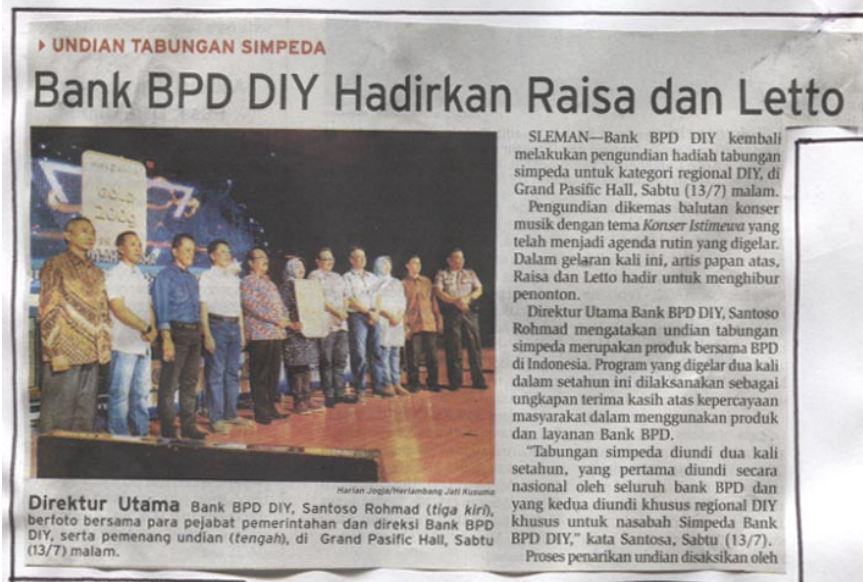 UNDIAN TABUNGAN SIMPEDA
Bank BPD DIY Hadirkan Raisa dan Letto
SLEMAN—Bank BPD DIY kembali
melakukan pengundian hadiah tabungan
simpeda untuk kategori regional DIY, di
Grand Pasific Hall, Sabtu (13/7) malam.
Pengundian dikemas balutan konser
musik dengan tema Konser Istimewa yang
telah menjadi agenda rutin yang digelar.
Dalam gelaran kali ini, artis papan atas,
Raisa dan Letto hadir untuk menghibur
penonton.
Direktur Utama Bank BPD DIY, Santoso
Rohmad mengatakan undian tabungan
simpeda merupakan produk bersama BPD
di Indonesia. Program yang digelar dua kali
dalam setahun ini dilaksanakan sebagai
ungkapan terima kasih atas kepercayaan
masyarakat dalam menggunakan produk
dan layanan Bank BPD.
"Tabungan simpeda diundi dua kali
setahun, yang pertama diundi secara
nasional oleh seluruh bank BPD dan
yang kedua diundi khusus regional DIY
khusus untuk nasabah Simpeda Bank
BPD DIY," kata Santosa, Sabtu (13/7).
Proses penarikan undian disaksikan oleh
Harian Jogja/Herlambang Jati Kusumo
Direktur Utama Bank BPD DIY, Santoso Rohmad (tiga kiri),
berfoto bersama para pejabat pemerintahan dan direksi Bank BPD
DIY, serta pemenang undian (tengah), di Grand Pasific Hall, Sabtu
(13/7) malam.